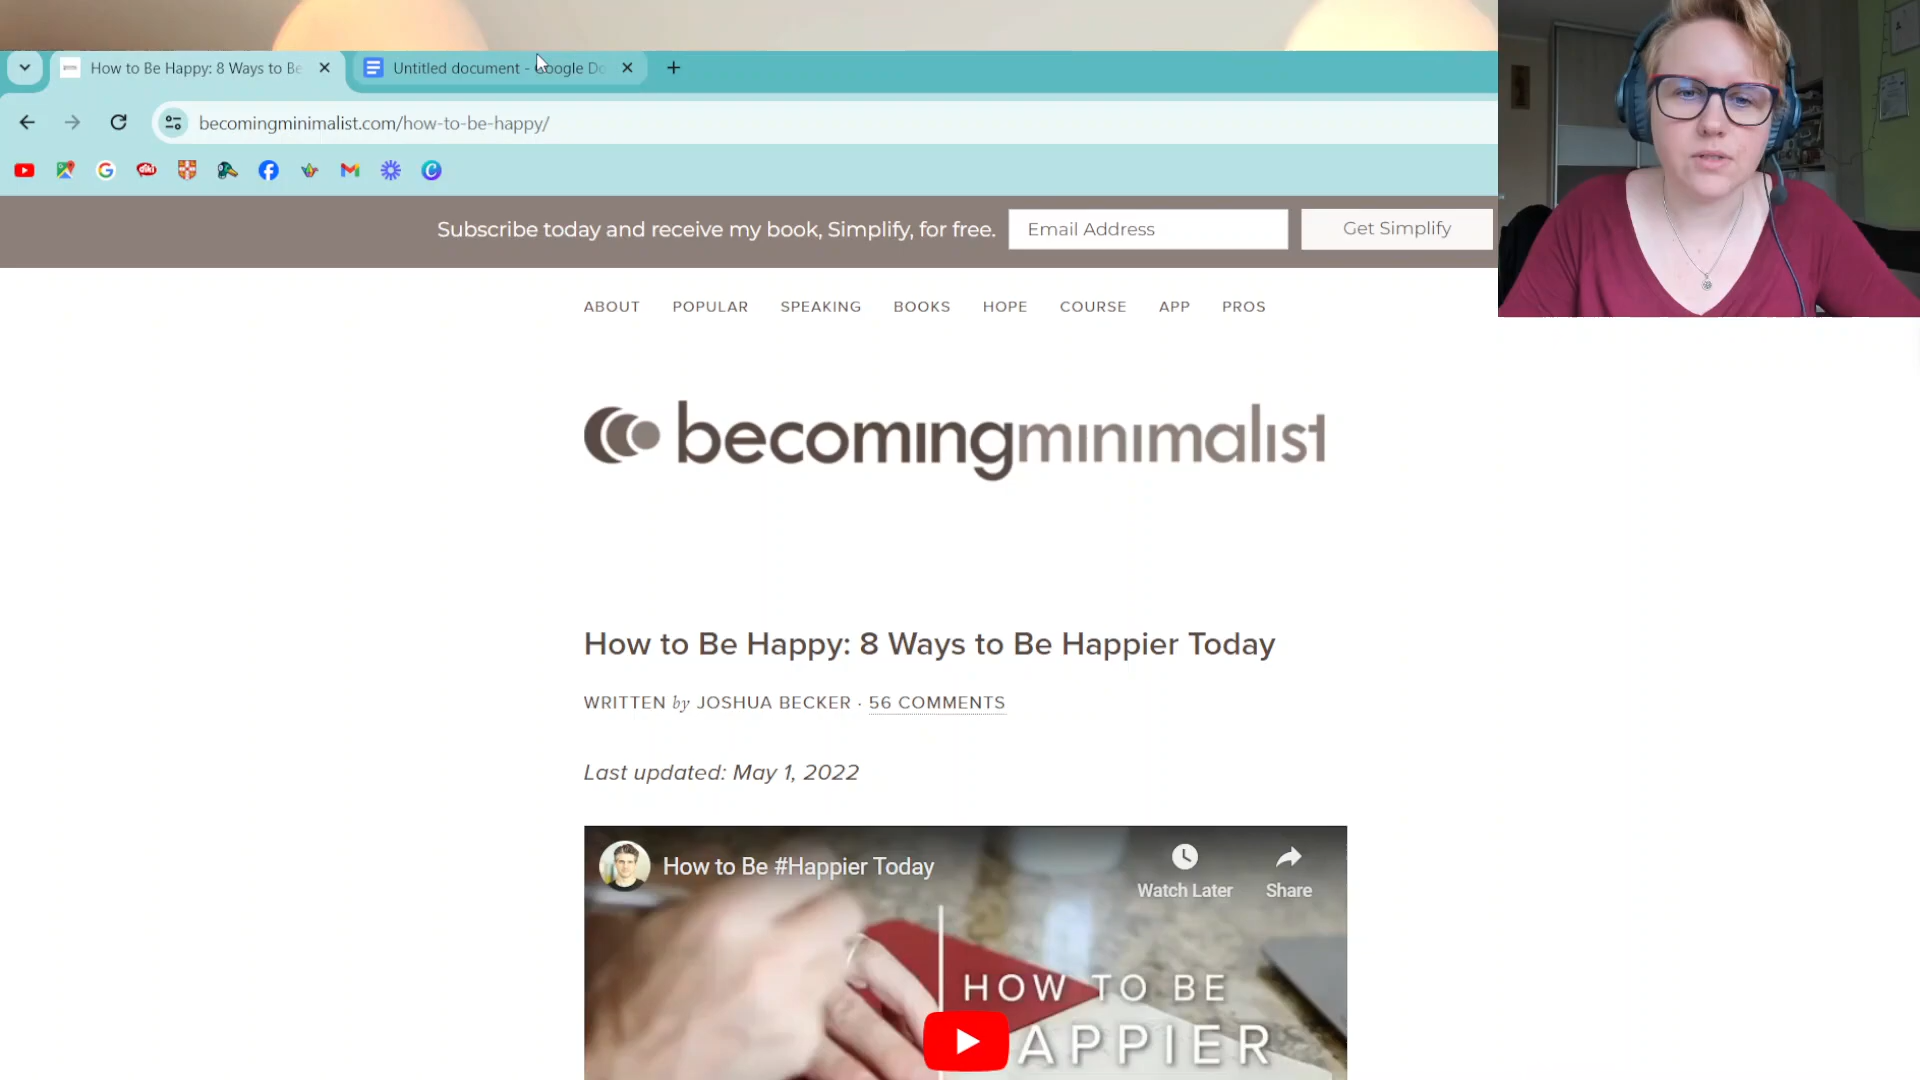 How to Be Happy: 8 Ways to Be
Untitled document - Google Do
becomingminimalist.com/how-to-be-happy/
Subscribe today and receive my book, Simplify, for free.
Email Address
Get Simplify
ABOUT POPULAR SPEAKING BOOKS HOPE COURSE APP PROS
becomingminimalist
How to Be Happy: 8 Ways to Be Happier Today
WRITTEN by JOSHUA BECKER · 56 COMMENTS
Last updated: May 1, 2022
How to Be #Happier Today
Watch Later
Share
HOW TO BE
HAPPIER